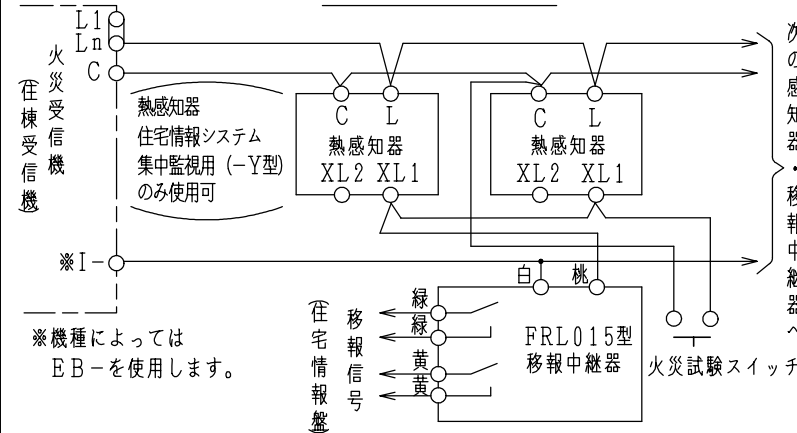 L1
Ln
C
火災受信機
(住棟受信機)
※I−
※機種によっては
EB−を使用します。
熱感知器
住宅情報システム
集中監視用（−Y型）
のみ使用可
C L
熱感知器
XL2 XL1
C L
熱感知器
XL2 XL1
次の感知器・移報中継器へ
白 桃
緑
緑
黄
黄
移報信号
(住宅情報盤)
FRL015型
移報中継器
火災試験スイッチ